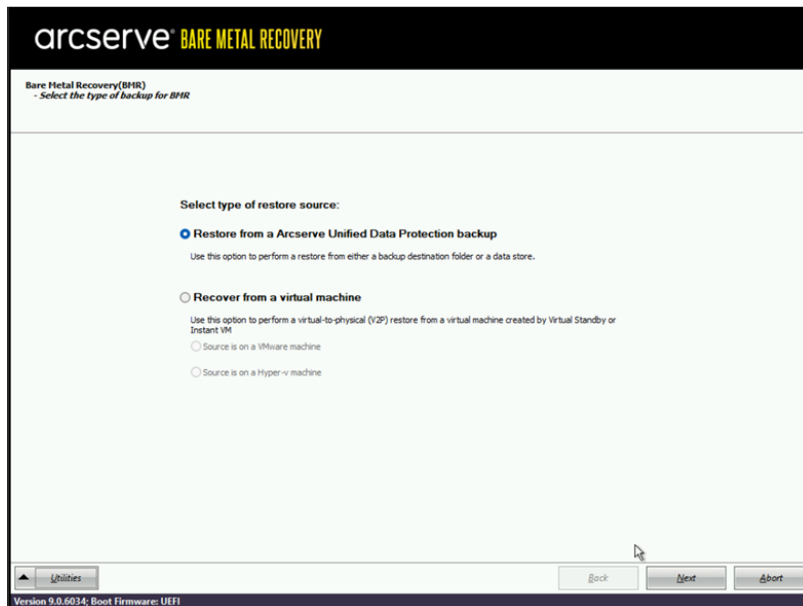 arcserve® BARE METAL RECOVERY
Bare Metal Recovery(BMR)
- Select the type of backup for BMR
Select type of restore source:
Restore from a Arcserve Unified Data Protection backup
Use this option to perform a restore from either a backup destination folder or a data store.
Recover from a virtual machine
Use this option to perform a virtual-to-physical (V2P) restore from a virtual machine created by Virtual Standby or
Instant VM
Source is on a VMware machine
Source is on a Hyper-v machine
Utilities
Back
Next
Abort
Version 9.0.6034; Boot Firmware: UEFI